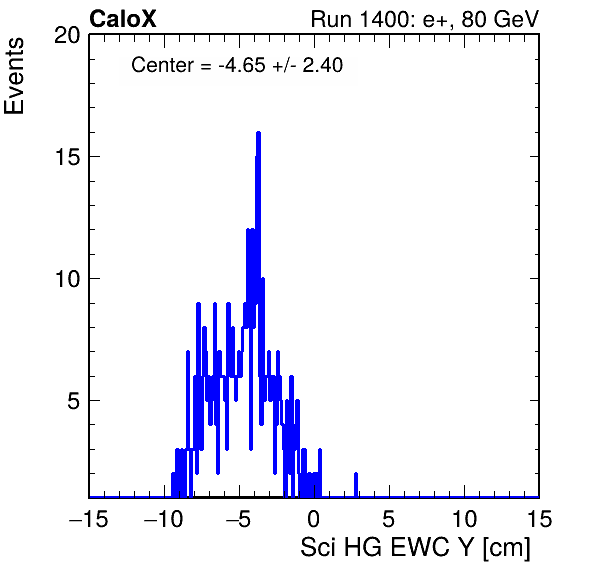 CaloX Run 1400: e+, 80 GeV
Events
Center = -4.65 +/- 2.40
20
15
10
5
−15 −10 −5 0 5 10 15
Sci HG EWC Y [cm]